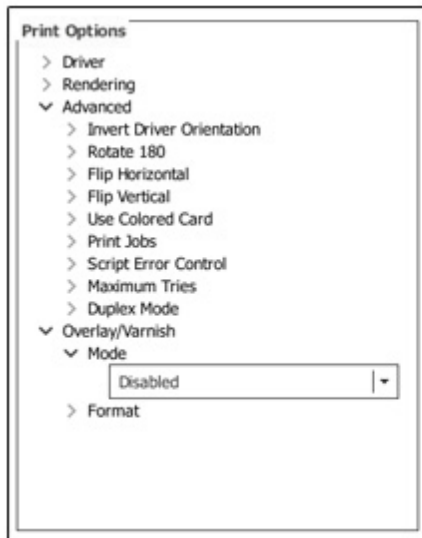 Print Options
Driver
Rendering
Advanced
Invert Driver Orientation
Rotate 180
Flip Horizontal
Flip Vertical
Use Colored Card
Print Jobs
Script Error Control
Maximum Tries
Duplex Mode
Overlay/Varnish
Mode
Disabled
Format